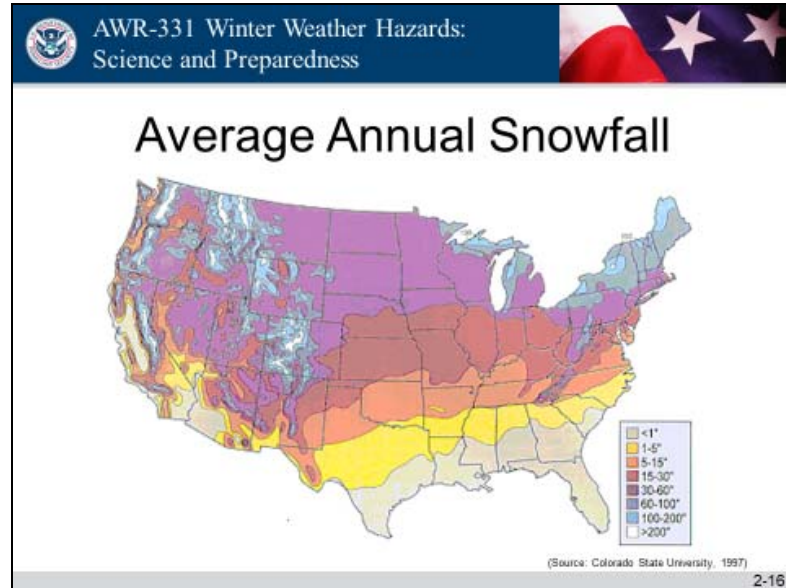 AWR-331 Winter Weather Hazards:
Science and Preparedness
Average Annual Snowfall
<1"
1-5"
5-15"
15-30"
30-60"
60-100"
100-200"
>200"
(Source: Colorado State University, 1997)
2-16